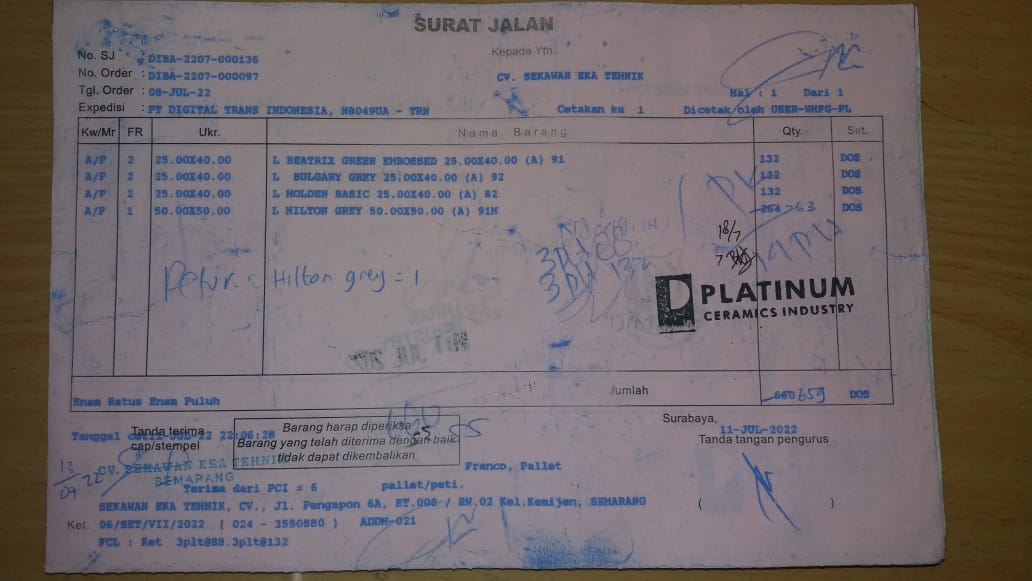 SURAT JALAN
No. SJ : DIBA-2207-000136
Kepada Yth.
No. Order : DIBA-2207-000097
CV. SEKAWAN EKA TEHNIK
Tgl. Order : 08-JUL-22
Hal : 1 Dari 1
Expedisi : PT DIGITAL TRANS INDONESIA, N8049UA - TRN
Cetakan ke 1 Dicetak oleh USER-WHFG-PL
Kw/Mr FR Ukr. Nama Barang Qty. Sat.
A/P 2 25.00X40.00 L BEATRIX GREEN EMBOSSED 25.00X40.00 (A) 91 132 DOS
A/P 2 25.00X40.00 L BULGARY GREY 25.00X40.00 (A) 92 132 DOS
A/P 2 25.00X40.00 L HOLDEN BASIC 25.00X40.00 (A) 82 132 DOS
A/P 1 50.00X50.00 L HILTON GREY 50.00X50.00 (A) 91M 264 263 DOS
18/7
Retur : Hilton grey = 1
PLATINUM
CERAMICS INDUSTRY
Jumlah 660 659 DOS
Enam Ratus Enam Puluh
Surabaya,
11-JUL-2022
Tanda terima
cap/stempel
Tanda tangan pengurus
22:06:28
Barang harap diperiksa
Barang yang telah diterima dengan baik
tidak dapat dikembalikan
13/07 22
CV. SEKAWAN EKA TEHNIK
SEMARANG
Franco, Pallet
Terima dari PCI = 6 pallet/peti.
SEKAWAN EKA TEHNIK, CV., Jl. Pengapon 6A, RT.008 / RW.02 Kel.Kemijen, SEMARANG
( )
Ket. 06/SET/VII/2022 ( 024 - 3550880 ) ADDM-021
FCL : Ket 3plt@88.3plt@132